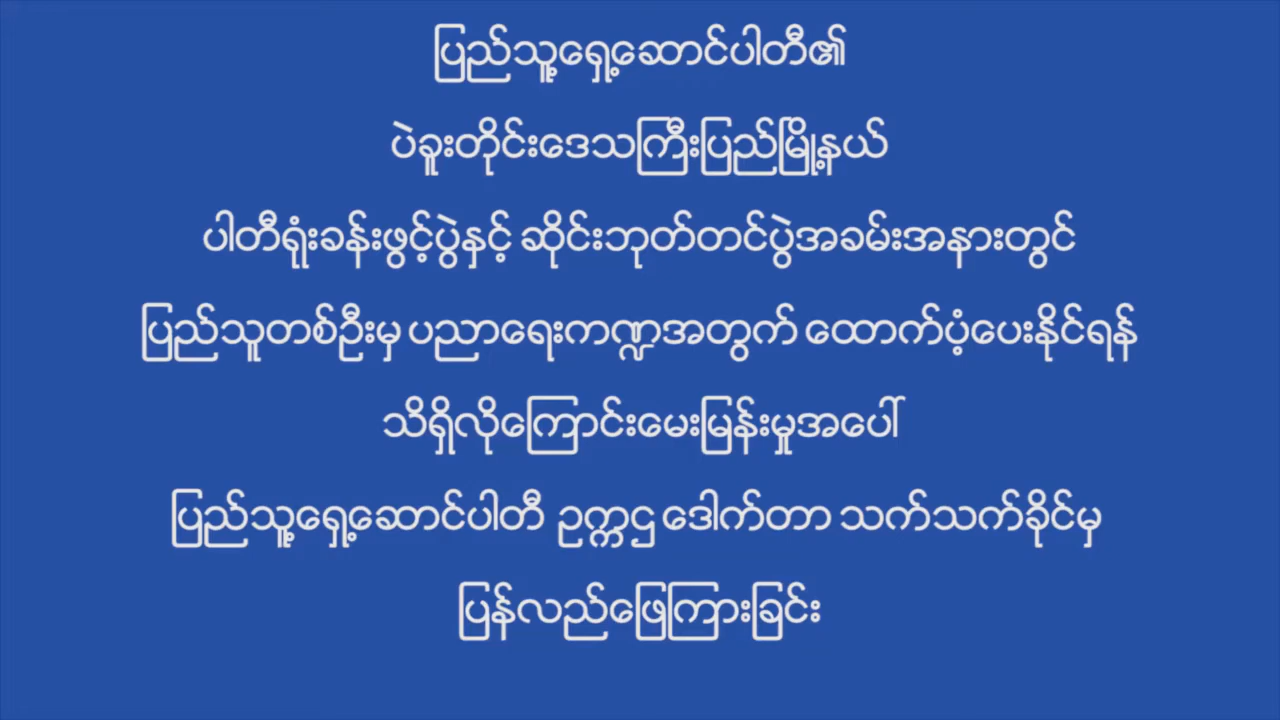 ပြည်သူ့ရှေ့ဆောင်ပါတီ၏
ပဲခူးတိုင်းဒေသကြီးပြည်မြို့နယ်
ပါတီရုံးခန်းဖွင့်ပွဲနှင့် ဆိုင်းဘုတ်တင်ပွဲအခမ်းအနားတွင်
ပြည်သူတစ်ဦးမှ ပညာရေးကဏ္ဍအတွက် ထောက်ပံ့ပေးနိုင်ရန်
သိရှိလိုကြောင်းမေးမြန်းမှုအပေါ်
ပြည်သူ့ရှေ့ဆောင်ပါတီ ဥက္ကဌ ဒေါက်တာ သက်သက်ခိုင်မှ
ပြန်လည်ဖြေကြားခြင်း